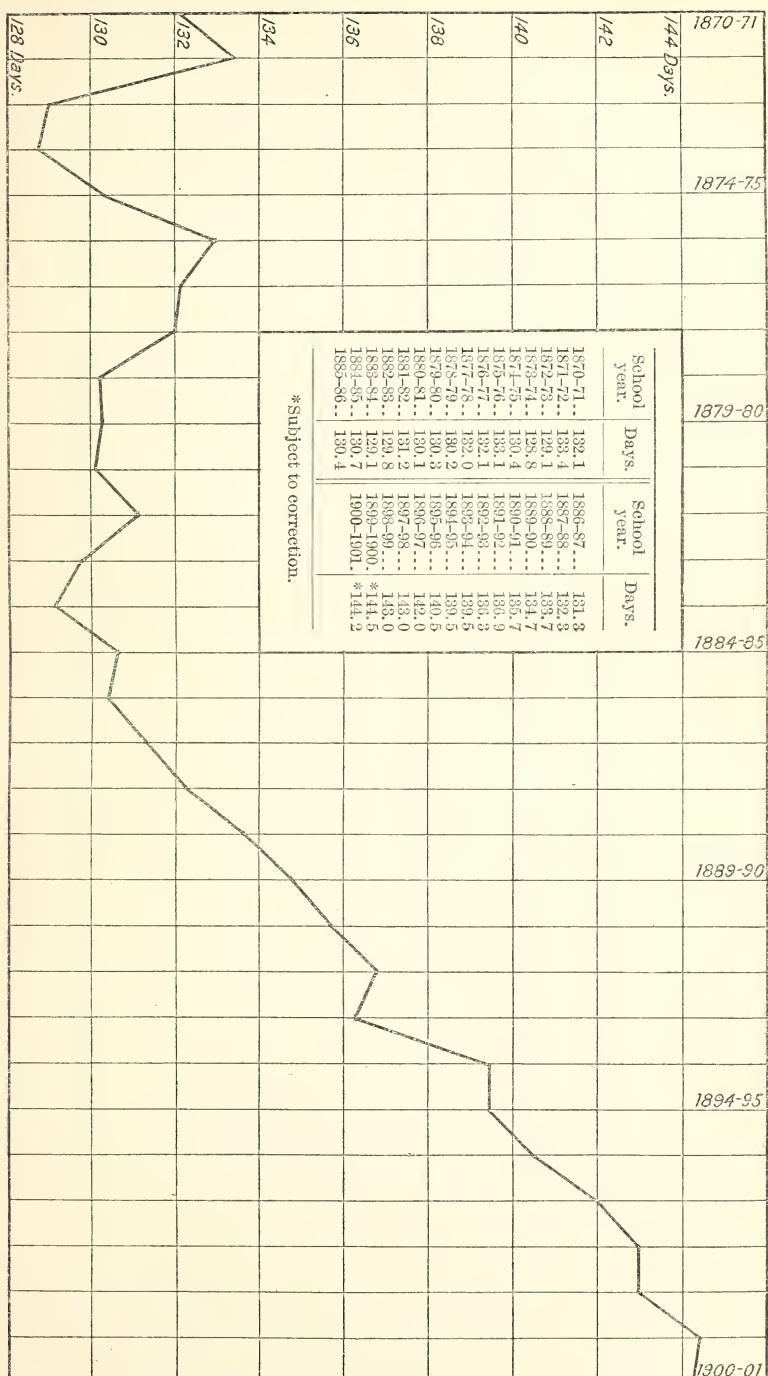 144 Days.
142
140
138
136
134
132
130
128 Days.
1870-71
1874-75
1879-80
1884-85
1889-90
1894-95
1900-01
School year. Days. School year. Days.
1870-71.. 132.1 1886-87... 131.3
1871-72.. 133.4 1887-88... 132.3
1872-73.. 129.1 1888-89... 133.7
1873-74.. 128.8 1889-90... 134.7
1874-75.. 130.4 1890-91... 135.7
1875-76.. 133.1 1891-92... 136.9
1876-77.. 132.1 1892-93... 136.3
1877-78.. 132.0 1893-94... 139.5
1878-79.. 130.2 1894-95... 139.5
1879-80.. 130.3 1895-96... 140.5
1880-81.. 130.1 1896-97... 142.0
1881-82.. 131.2 1897-98... 143.0
1882-83.. 129.8 1898-99... 143.0
1883-84.. 129.1 1899-1900. *144.5
1884-85.. 130.7 1900-1901. *144.2
1885-86.. 130.4
*Subject to correction.